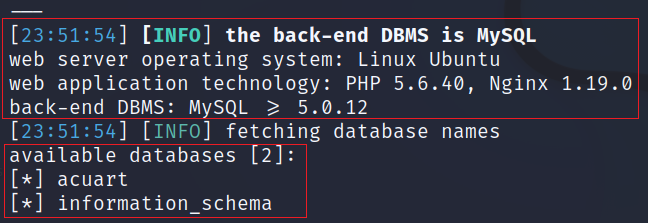 ---
[23:51:54] [INFO] the back-end DBMS is MySQL
web server operating system: Linux Ubuntu
web application technology: PHP 5.6.40, Nginx 1.19.0
back-end DBMS: MySQL ≥ 5.0.12
[23:51:54] [INFO] fetching database names
available databases [2]:
[*] acuart
[*] information_schema